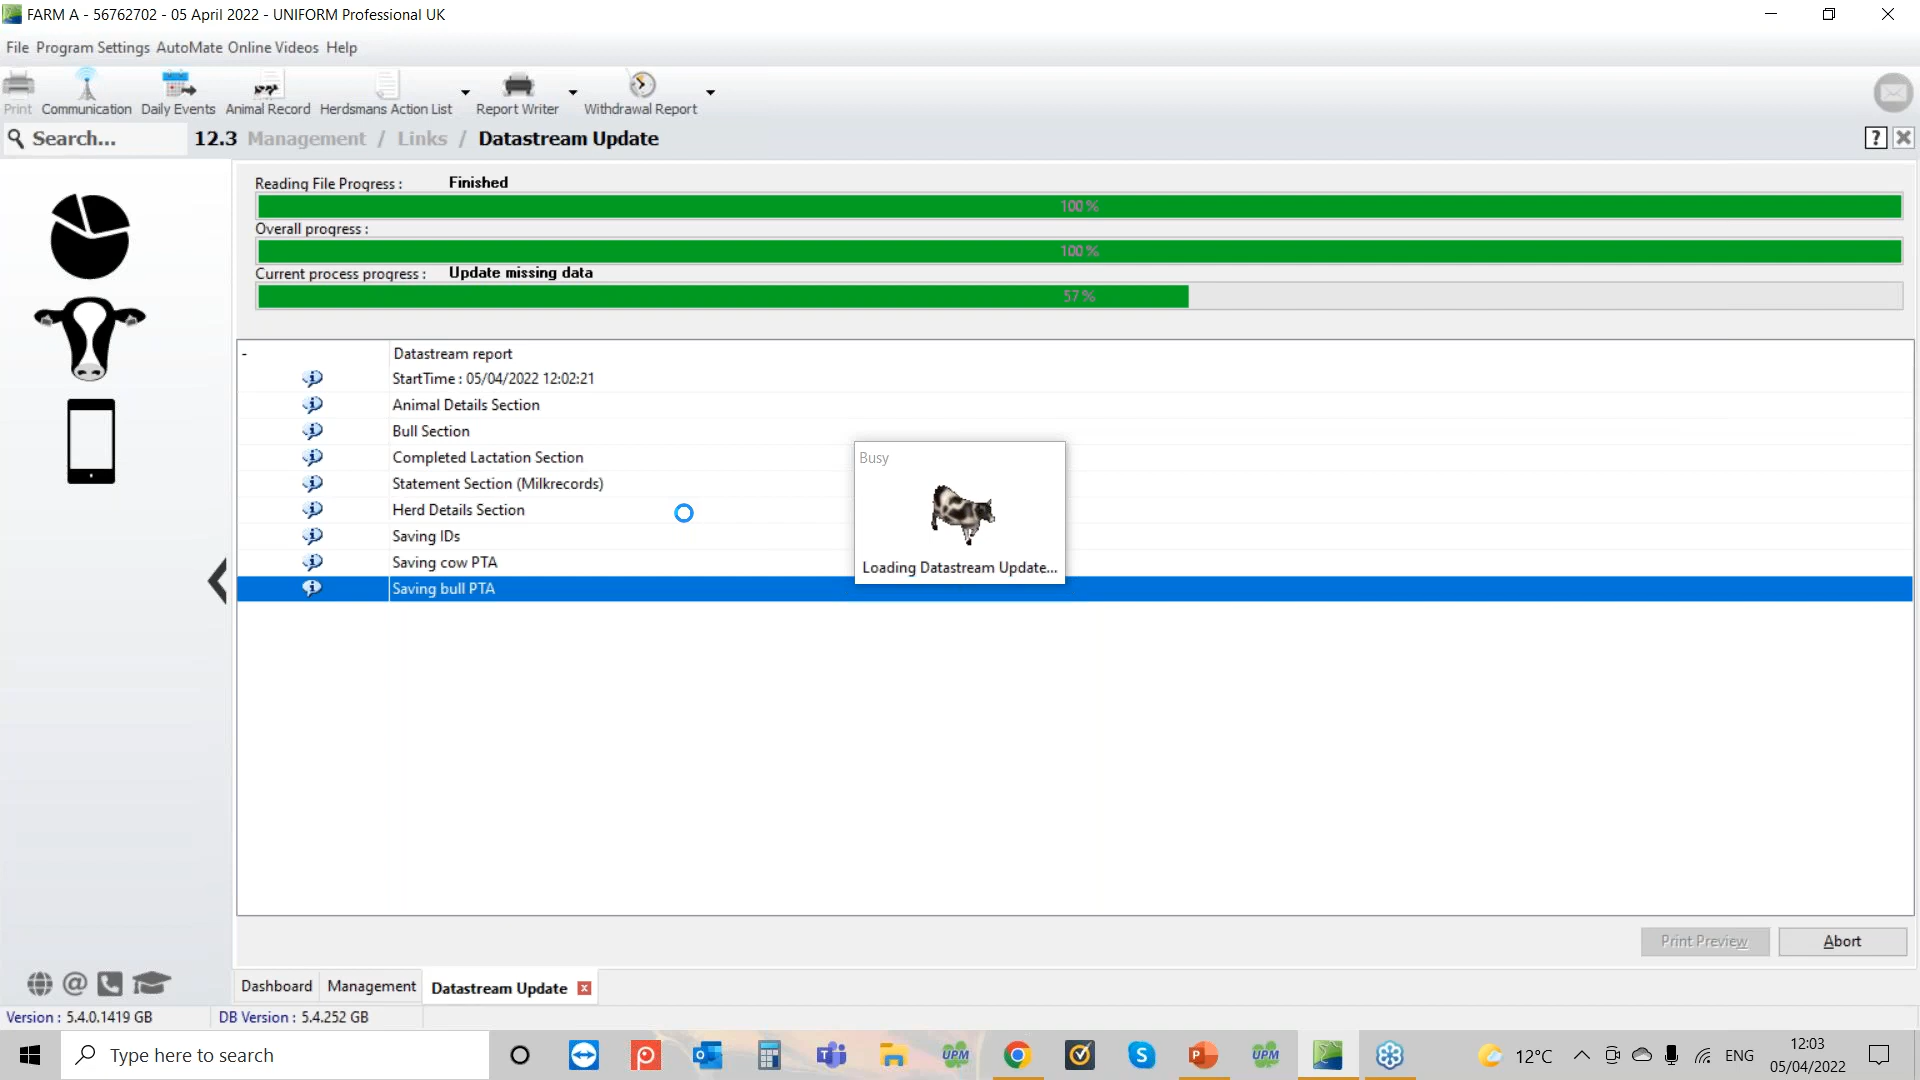 FARM A - 56762702 - 05 April 2022 - UNIFORM Professional UK
File Program Settings AutoMate Online Videos Help
Print Communication Daily Events Animal Record Herdsmans Action List Report Writer Withdrawal Report
Search... 12.3 Management / Links / Datastream Update ?
Reading File Progress : Finished
100 %
Overall progress :
100 %
Current process progress : Update missing data
57 %
- Datastream report
StartTime : 05/04/2022 12:02:21
Animal Details Section
Bull Section
Completed Lactation Section
Statement Section (Milkrecords)
Herd Details Section
Saving IDs
Saving cow PTA
Saving bull PTA
Busy
Loading Datastream Update...
Print Preview Abort
Dashboard Management Datastream Update
Version : 5.4.0.1419 GB DB Version : 5.4.252 GB
Type here to search UPM UPM 12°C ENG 12:03
05/04/2022